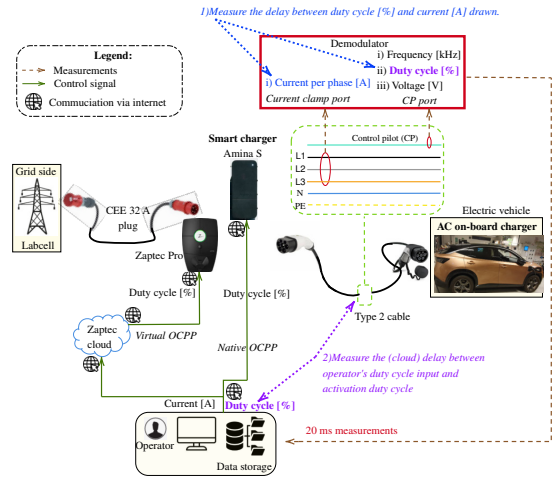 1)Measure the delay between duty cycle [%] and current [A] drawn.
Legend:
Measurements
Control signal
Commuciation via internet
Demodulator
i) Frequency [kHz]
i) Current per phase [A]
ii) Duty cycle [%]
iii) Voltage [V]
Current clamp port
CP port
Control pilot (CP)
L1
L2
L3
N
PE
Smart charger
Amina S
Grid side
Labcell
CEE 32 A
plug
Zaptec Pro
Electric vehicle
AC on-board charger
Duty cycle [%]
Duty cycle [%]
Type 2 cable
Zaptec
cloud
Virtual OCPP
Native OCPP
2)Measure the (cloud) delay between
operator's duty cycle input and
activation duty cycle
Current [A]
Duty cycle [%]
Operator
Data storage
20 ms measurements